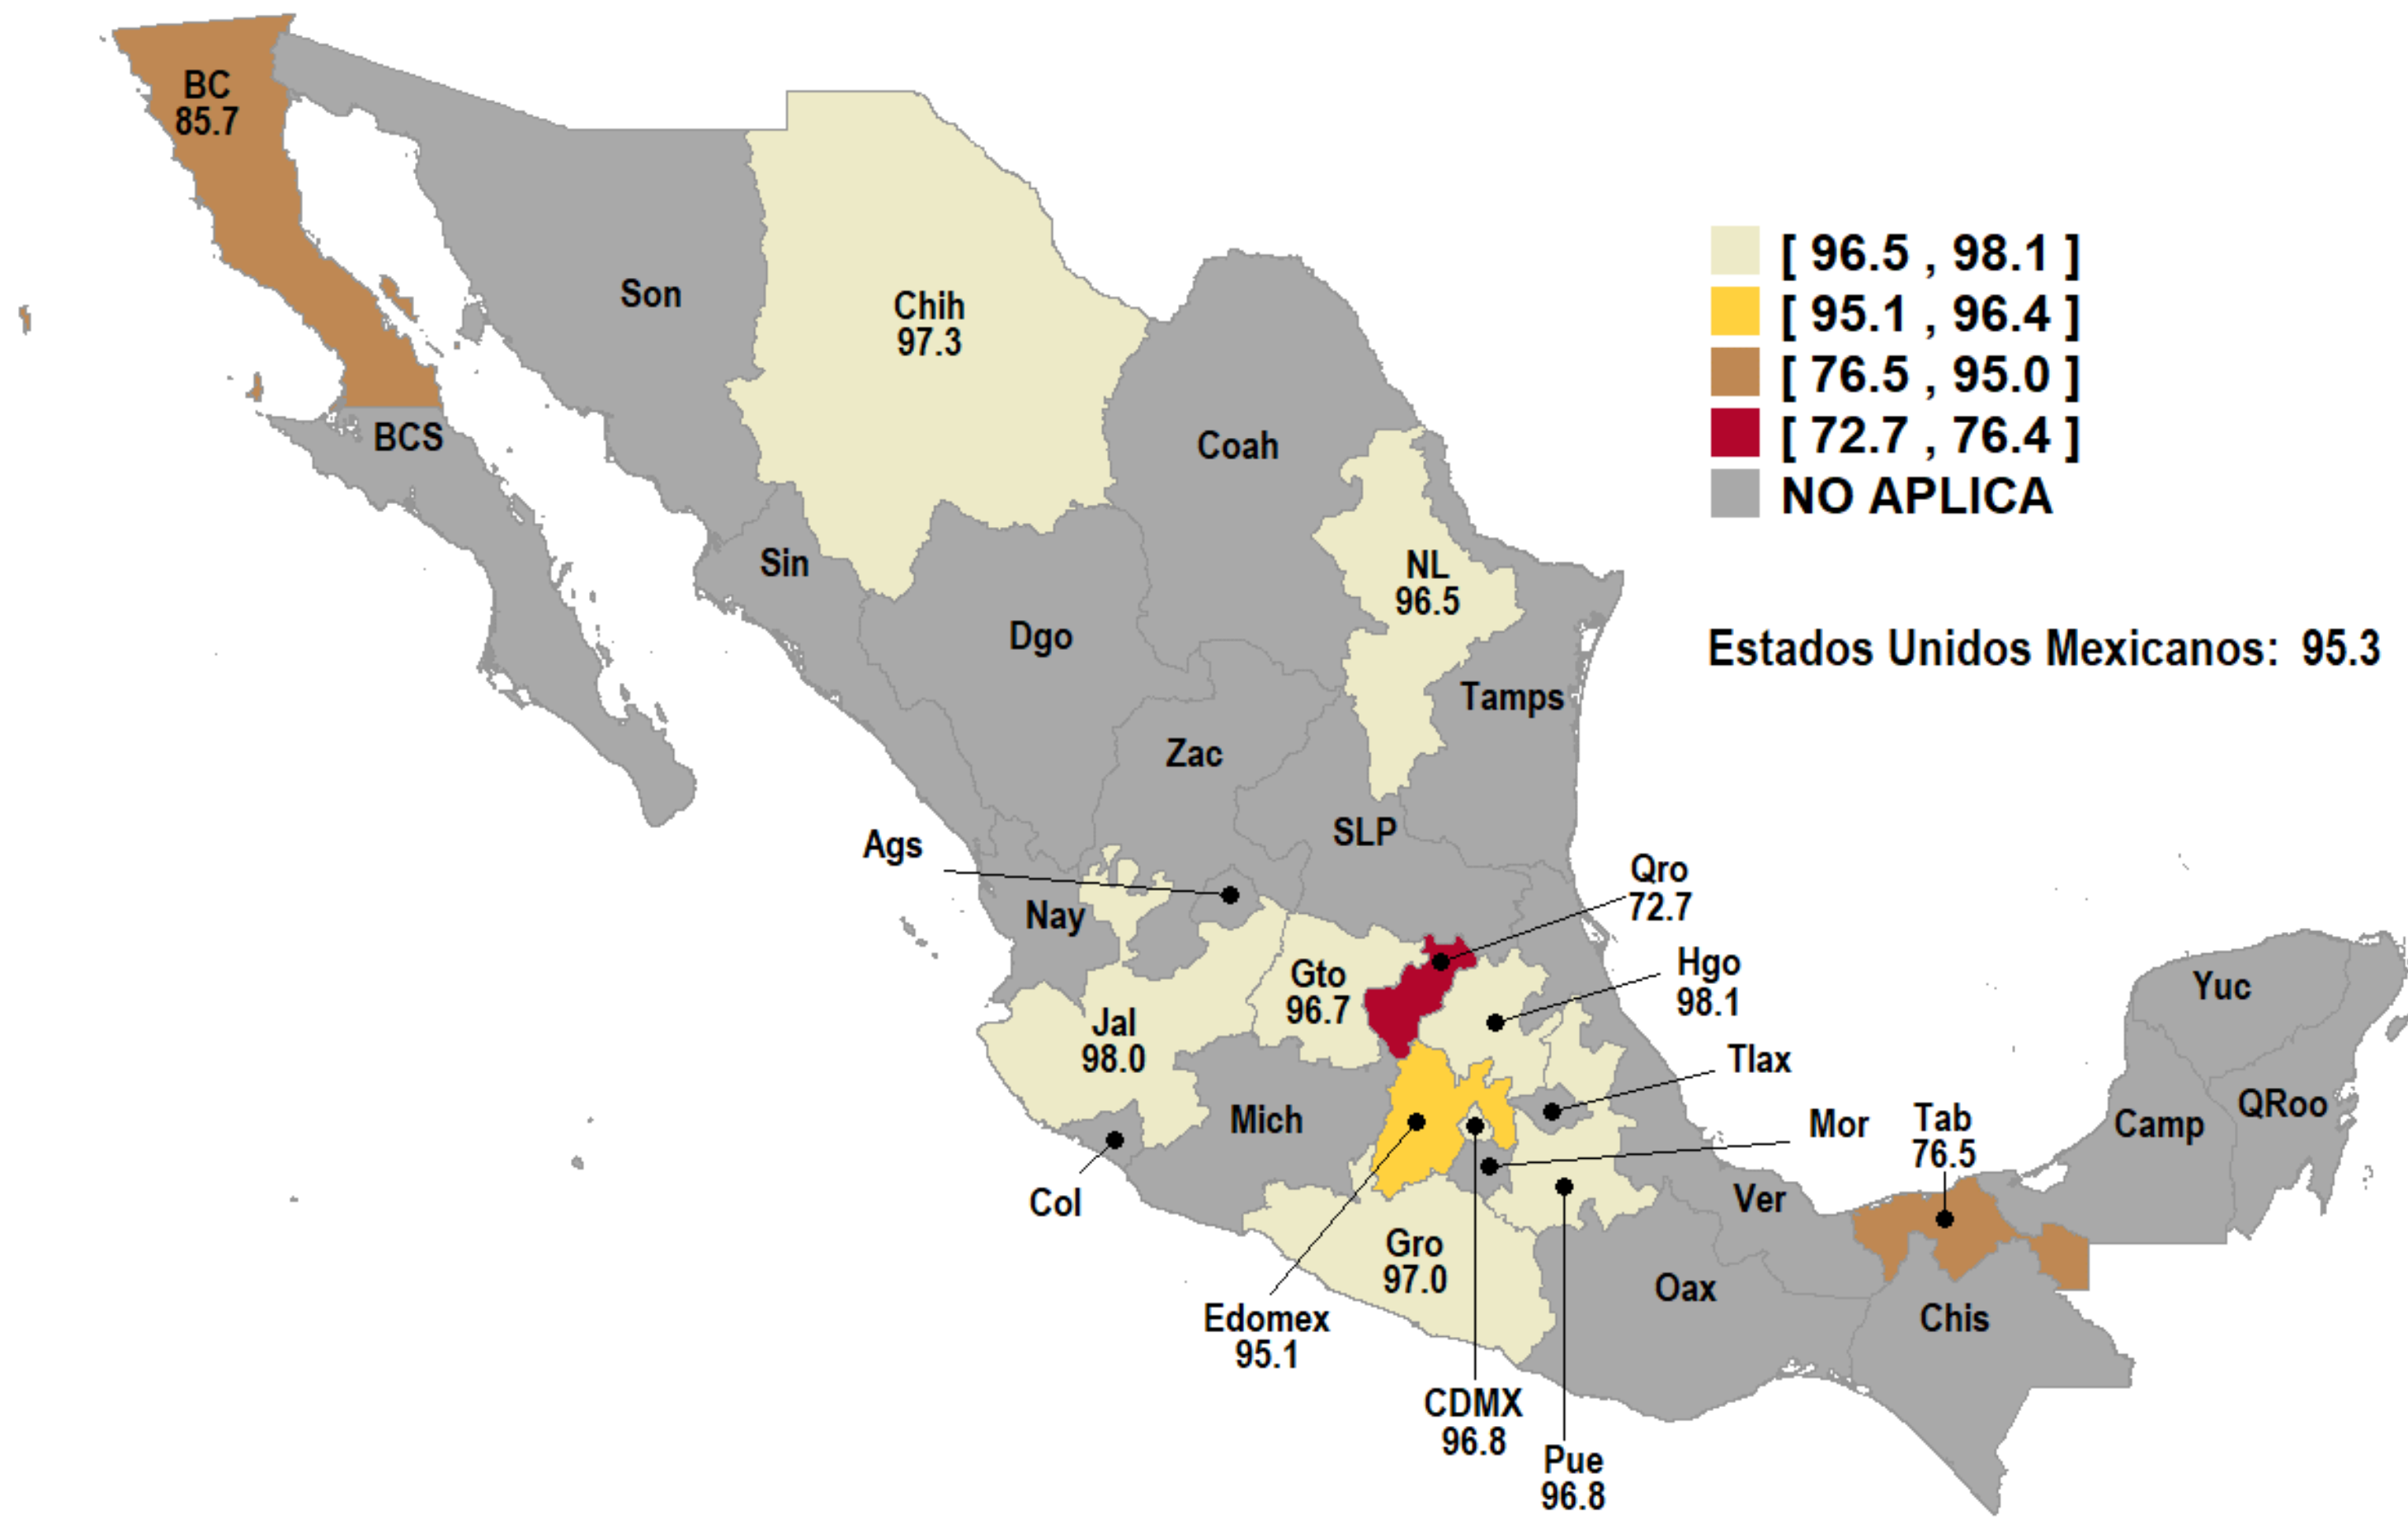 BC
85.7
Son
Chih
97.3
[ 96.5 , 98.1 ]
[ 95.1 , 96.4 ]
[ 76.5 , 95.0 ]
[ 72.7 , 76.4 ]
NO APLICA
BCS
Coah
Sin
NL
96.5
Dgo
Estados Unidos Mexicanos: 95.3
Tamps
Zac
SLP
Ags
Qro
72.7
Nay
Gto
96.7
Hgo
98.1
Yuc
Jal
98.0
Tlax
Mich
Mor
Tab
76.5
Camp
QRoo
Col
Ver
Gro
97.0
Oax
Edomex
95.1
Chis
CDMX
96.8
Pue
96.8